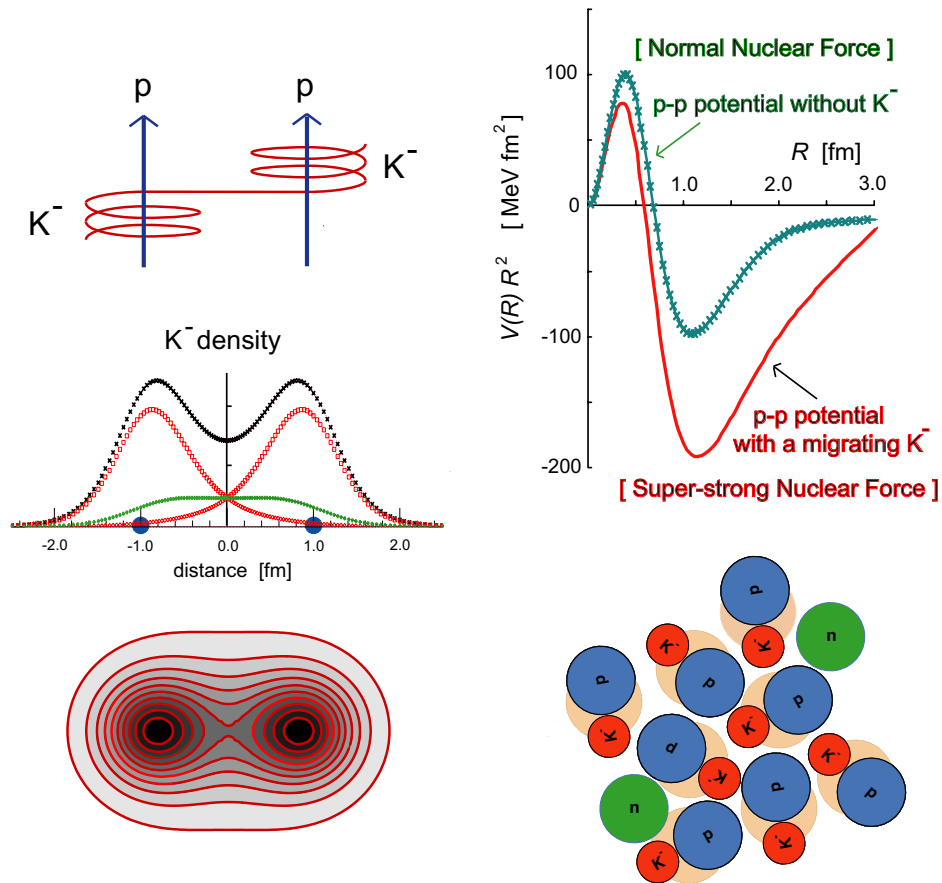 p
p
K⁻
K⁻
K⁻ density
-2.0
-1.0
0.0
1.0
2.0
distance [fm]
[ Normal Nuclear Force ]
p-p potential without K⁻
R [fm]
100
0
-100
-200
1.0
2.0
3.0
V(R) R² [ MeV fm² ]
p-p potential
with a migrating K⁻
[ Super-strong Nuclear Force ]
p
K⁻
n
K⁻
p
p
K⁻
p
K⁻
p
K⁻
K⁻
p
p
n
p
K⁻
K⁻